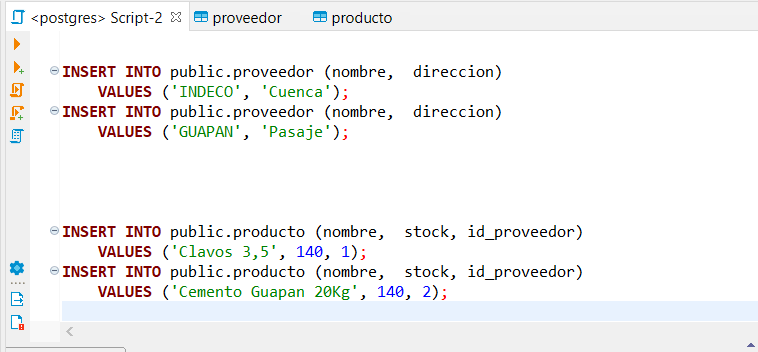 <postgres> Script-2 proveedor producto
INSERT INTO public.proveedor (nombre,  direccion)
VALUES ('INDECO', 'Cuenca');
INSERT INTO public.proveedor (nombre,  direccion)
VALUES ('GUAPAN', 'Pasaje');
INSERT INTO public.producto (nombre,  stock, id_proveedor)
VALUES ('Clavos 3,5', 140, 1);
INSERT INTO public.producto (nombre,  stock, id_proveedor)
VALUES ('Cemento Guapan 20Kg', 140, 2);